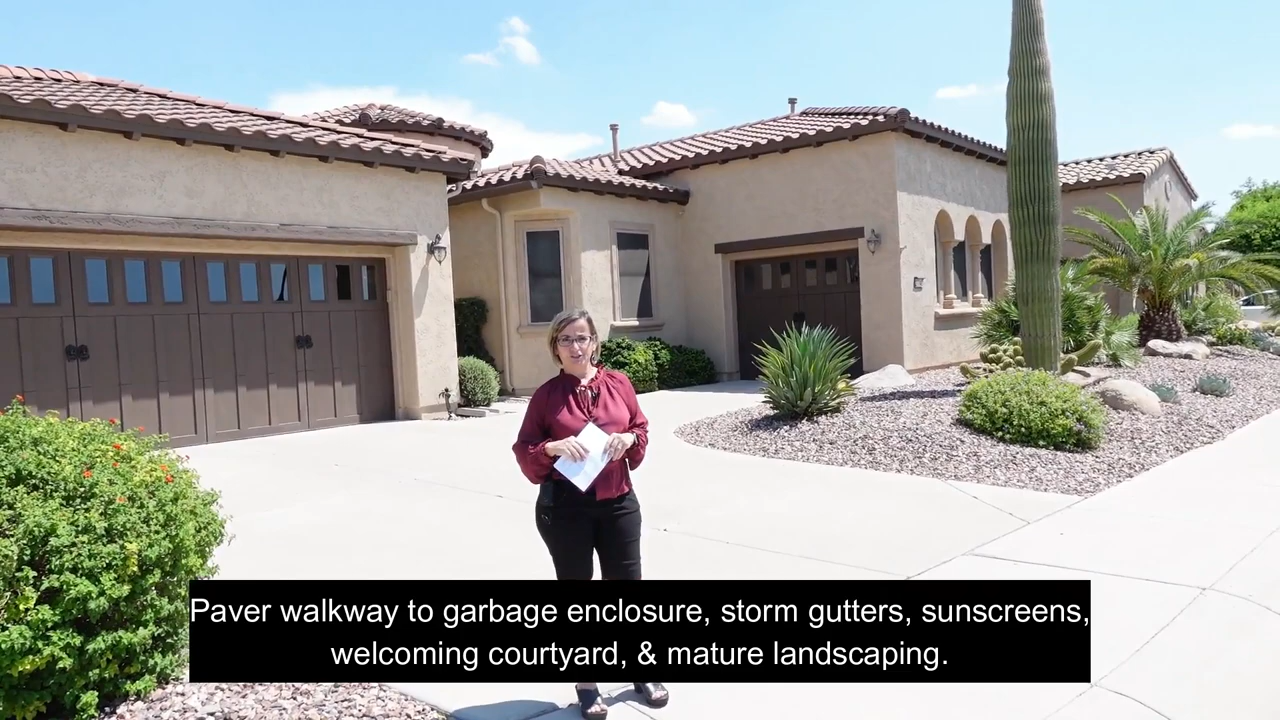 Paver walkway to garbage enclosure, storm gutters, sunscreens,
welcoming courtyard, & mature landscaping.